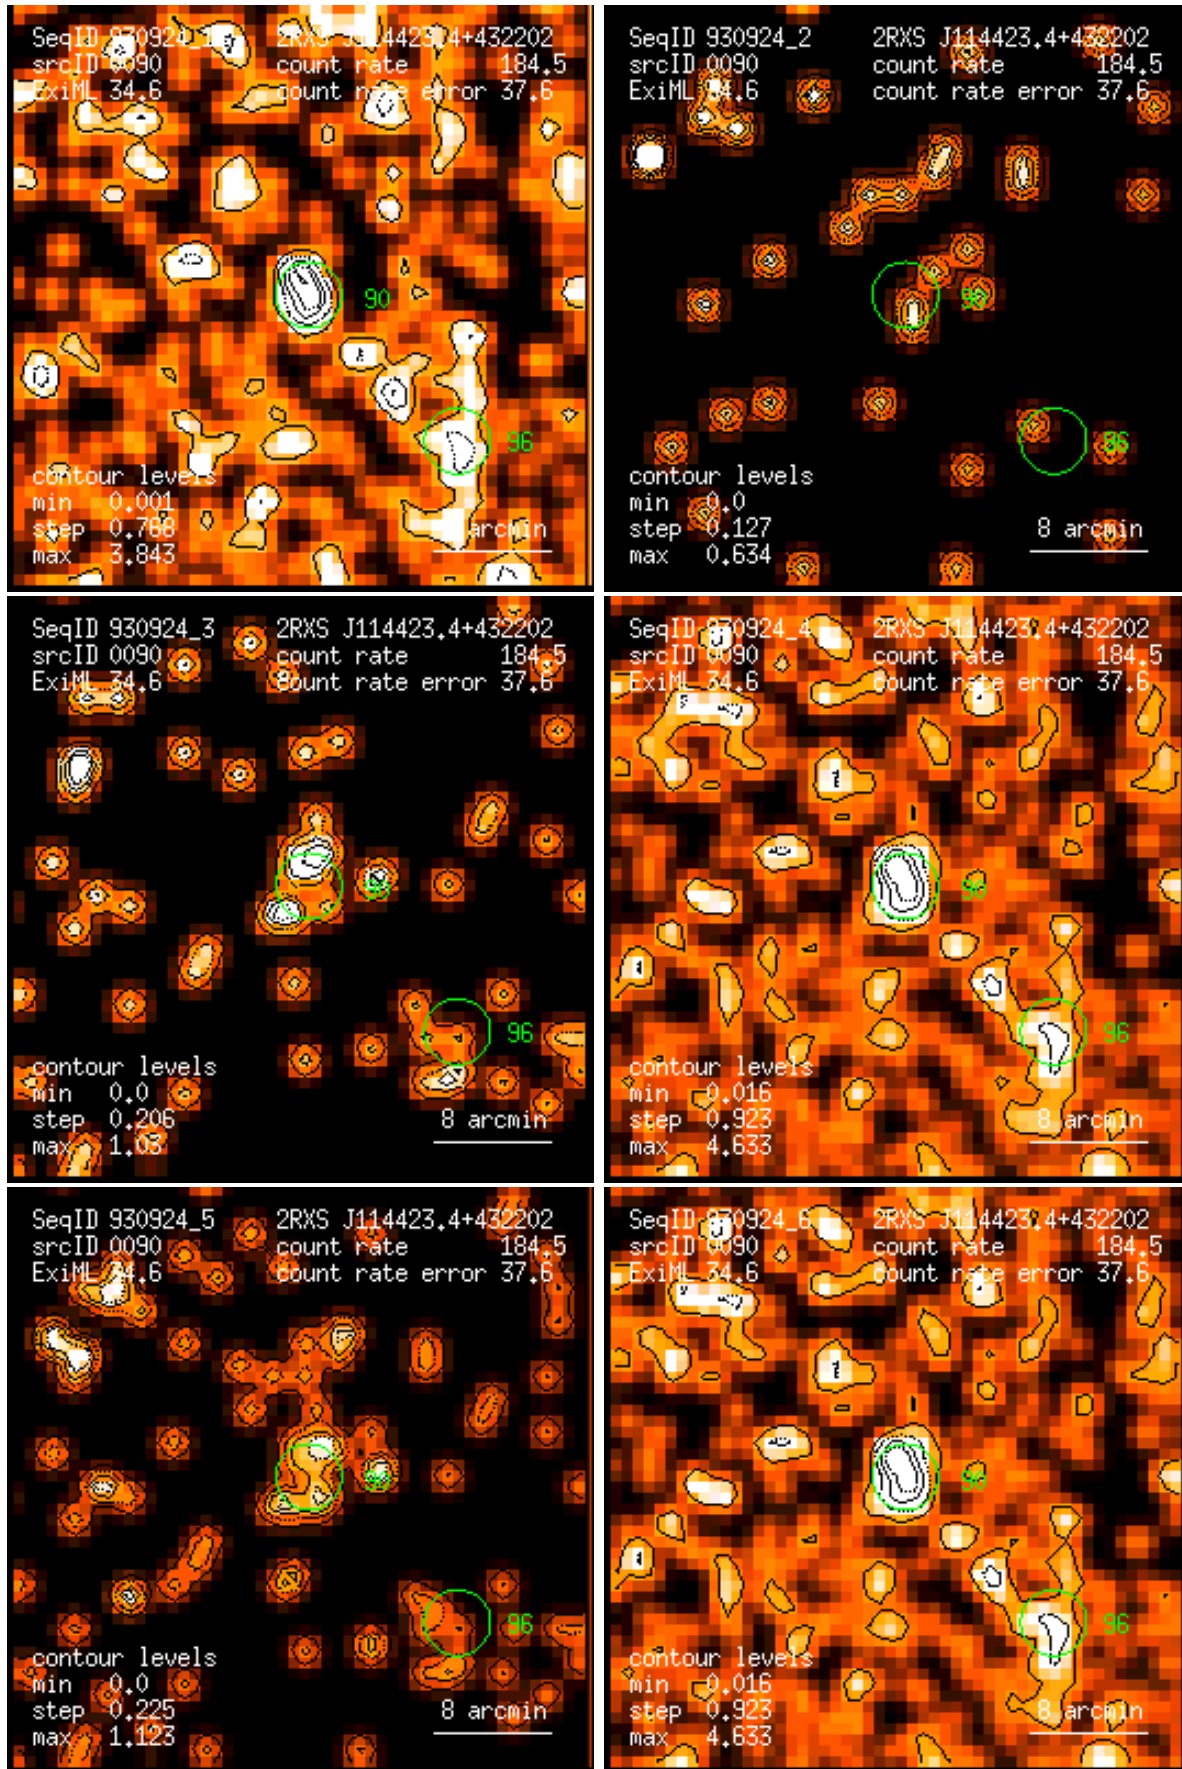 SeqID 930924_1 2RXS J114423.4+432202
srcID 0090 count rate 184.5
ExiML 34.6 count rate error 37.6
90
96
contour levels
min 0.001
step 0.768
max 3.843
arcmin
SeqID 930924_2 2RXS J114423.4+432202
srcID 0090 count rate 184.5
ExiML 34.6 count rate error 37.6
90
96
contour levels
min 0.0
step 0.127
max 0.634
8 arcmin
SeqID 930924_3 2RXS J114423.4+432202
srcID 0090 count rate 184.5
ExiML 34.6 count rate error 37.6
90
96
contour levels
min 0.0
step 0.206
max 1.03
8 arcmin
SeqID 930924_4 2RXS J114423.4+432202
srcID 0090 count rate 184.5
ExiML 34.6 count rate error 37.6
90
96
contour levels
min 0.016
step 0.923
max 4.633
8 arcmin
SeqID 930924_5 2RXS J114423.4+432202
srcID 0090 count rate 184.5
ExiML 34.6 count rate error 37.6
90
96
contour levels
min 0.0
step 0.225
max 1.123
8 arcmin
SeqID 930924_6 2RXS J114423.4+432202
srcID 0090 count rate 184.5
ExiML 34.6 count rate error 37.6
90
96
contour levels
min 0.016
step 0.923
max 4.633
8 arcmin